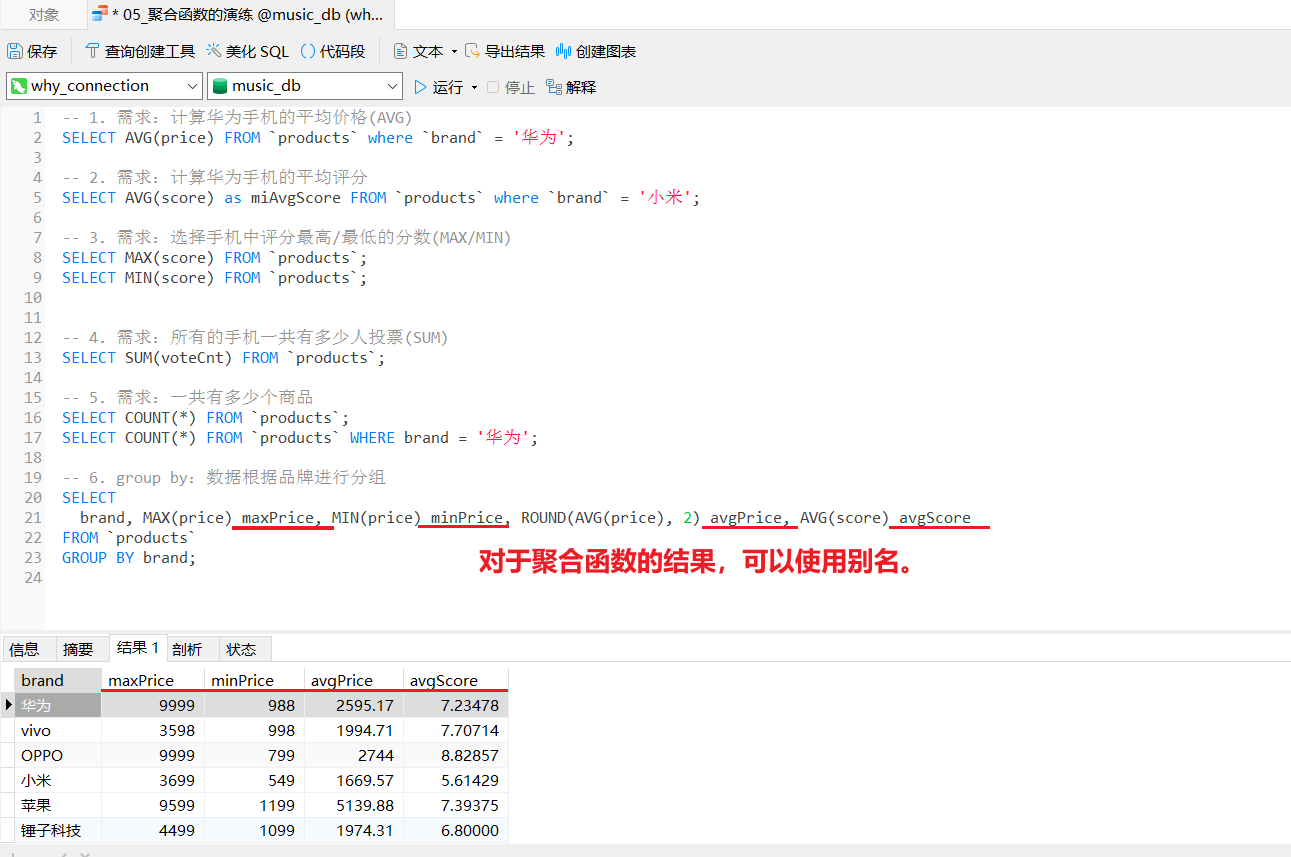 对象 * 05_聚合函数的演练 @music_db (wh...
保存 查询创建工具 美化 SQL () 代码段 文本 导出结果 创建图表
why_connection music_db 运行 停止 解释
1 -- 1. 需求：计算华为手机的平均价格(AVG)
2 SELECT AVG(price) FROM `products` where `brand` = '华为';
3
4 -- 2. 需求：计算华为手机的平均评分
5 SELECT AVG(score) as miAvgScore FROM `products` where `brand` = '小米';
6
7 -- 3. 需求：选择手机中评分最高/最低的分数(MAX/MIN)
8 SELECT MAX(score) FROM `products`;
9 SELECT MIN(score) FROM `products`;
10
11
12 -- 4. 需求：所有的手机一共有多少人投票(SUM)
13 SELECT SUM(voteCnt) FROM `products`;
14
15 -- 5. 需求：一共有多少个商品
16 SELECT COUNT(*) FROM `products`;
17 SELECT COUNT(*) FROM `products` WHERE brand = '华为';
18
19 -- 6. group by：数据根据品牌进行分组
20 SELECT
21 brand, MAX(price) maxPrice, MIN(price) minPrice, ROUND(AVG(price), 2) avgPrice, AVG(score) avgScore
22 FROM `products`
23 GROUP BY brand;
对于聚合函数的结果，可以使用别名。
24
信息 摘要 结果 1 剖析 状态
brand maxPrice minPrice avgPrice avgScore
华为 9999 988 2595.17 7.23478
vivo 3598 998 1994.71 7.70714
OPPO 9999 799 2744 8.82857
小米 3699 549 1669.57 5.61429
苹果 9599 1199 5139.88 7.39375
锤子科技 4499 1099 1974.31 6.80000